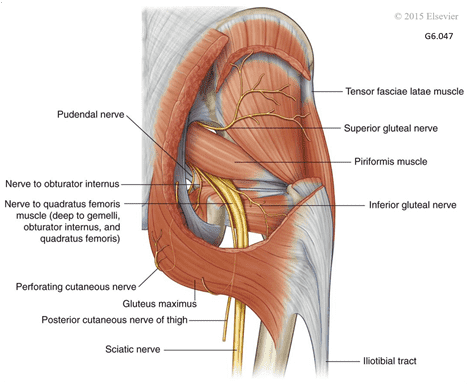 © 2015 Elsevier
G6.047
Tensor fasciae latae muscle
Pudendal nerve
Superior gluteal nerve
Piriformis muscle
Nerve to obturator internus
Nerve to quadratus femoris
muscle (deep to gemelli,
obturator internus, and
quadratus femoris)
Inferior gluteal nerve
Perforating cutaneous nerve
Gluteus maximus
Posterior cutaneous nerve of thigh
Sciatic nerve
Iliotibial tract